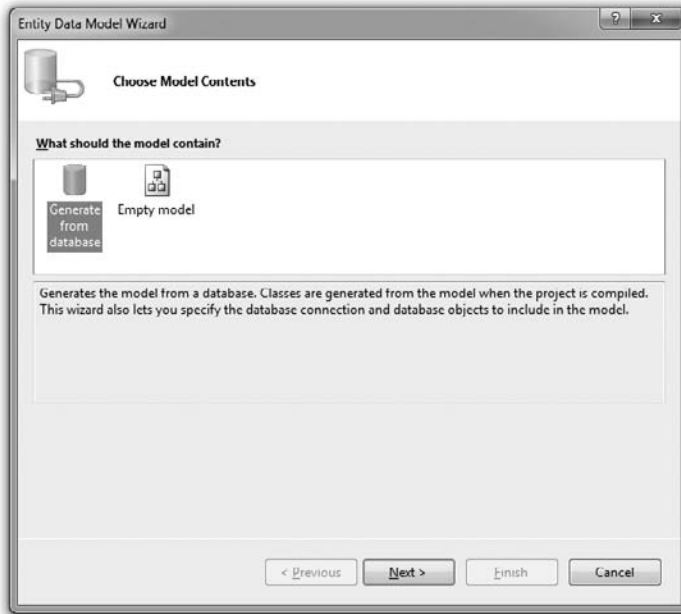 Entity Data Model Wizard
Choose Model Contents
What should the model contain?
Generate
from
database
Empty model
Generates the model from a database. Classes are generated from the model when the project is compiled.
This wizard also lets you specify the database connection and database objects to include in the model.
< Previous
Next >
Finish
Cancel